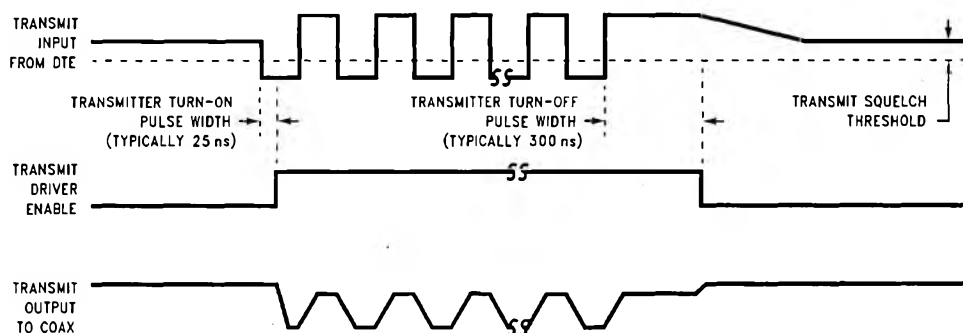 TRANSMIT
INPUT
FROM DTE
TRANSMITTER TURN-ON
PULSE WIDTH
(TYPICALLY 25 ns)
TRANSMITTER TURN-OFF
PULSE WIDTH
(TYPICALLY 300 ns)
TRANSMIT SQUELCH
THRESHOLD
TRANSMIT
DRIVER
ENABLE
TRANSMIT
OUTPUT
TO COAX